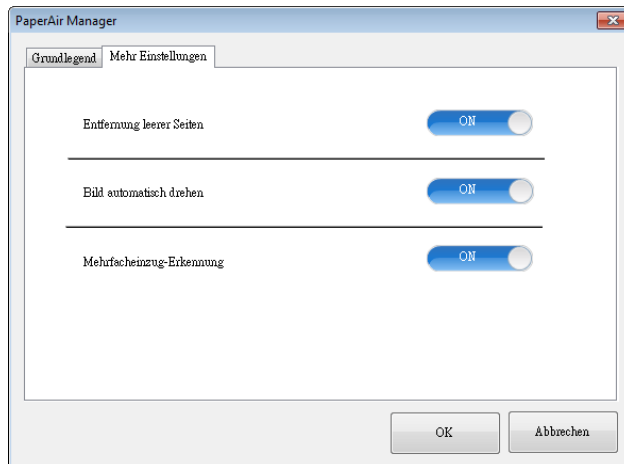 PaperAir Manager
Grundlegend
Mehr Einstellungen
Entfernung leerer Seiten
ON
Bild automatisch drehen
ON
Mehrfacheinzug-Erkennung
ON
OK
Abbrechen